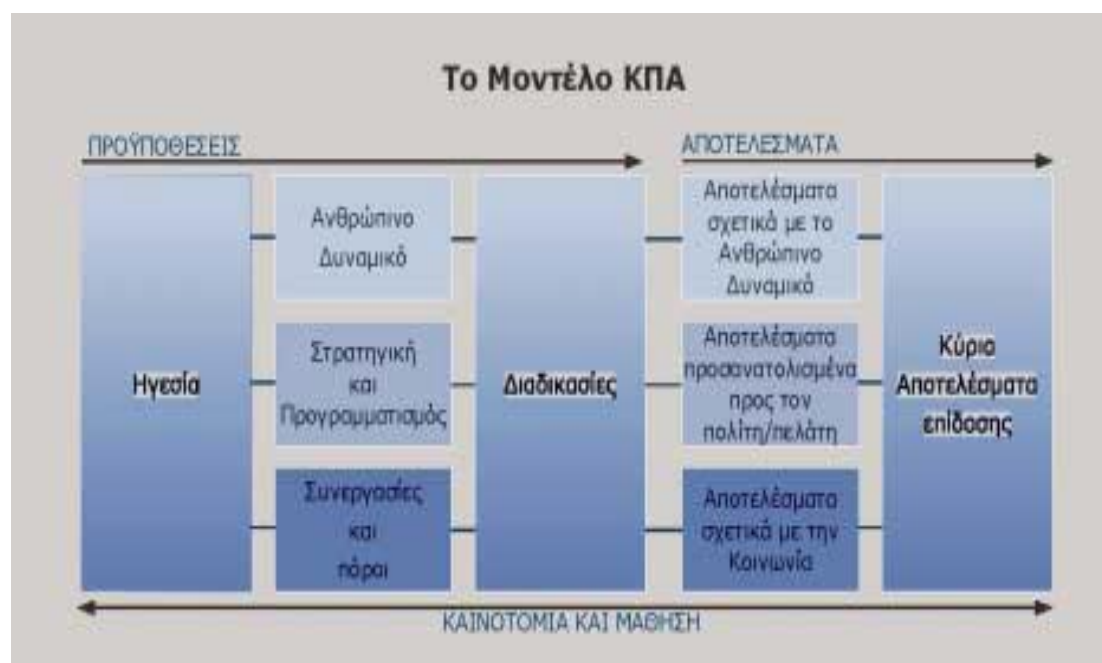 Το Μοντέλο ΚΠΑ
ΠΡΟΫΠΟΘΕΣΕΙΣ
ΑΠΟΤΕΛΕΣΜΑΤΑ
Ηγεσία
Ανθρώπινο
Δυναμικό
Στρατηγική
και
Προγραμματισμός
Συνεργασίες
και
πόροι
Διαδικασίες
Αποτελέσματα
σχετικά με το
Ανθρώπινο
Δυναμικό
Αποτελέσματα
προσανατολισμένα
προς τον
πολίτη/πελάτη
Αποτελέσματα
σχετικά με την
Κοινωνία
Κύρια
Αποτελέσματα
επίδοσης
ΚΑΙΝΟΤΟΜΙΑ ΚΑΙ ΜΑΘΗΣΗ